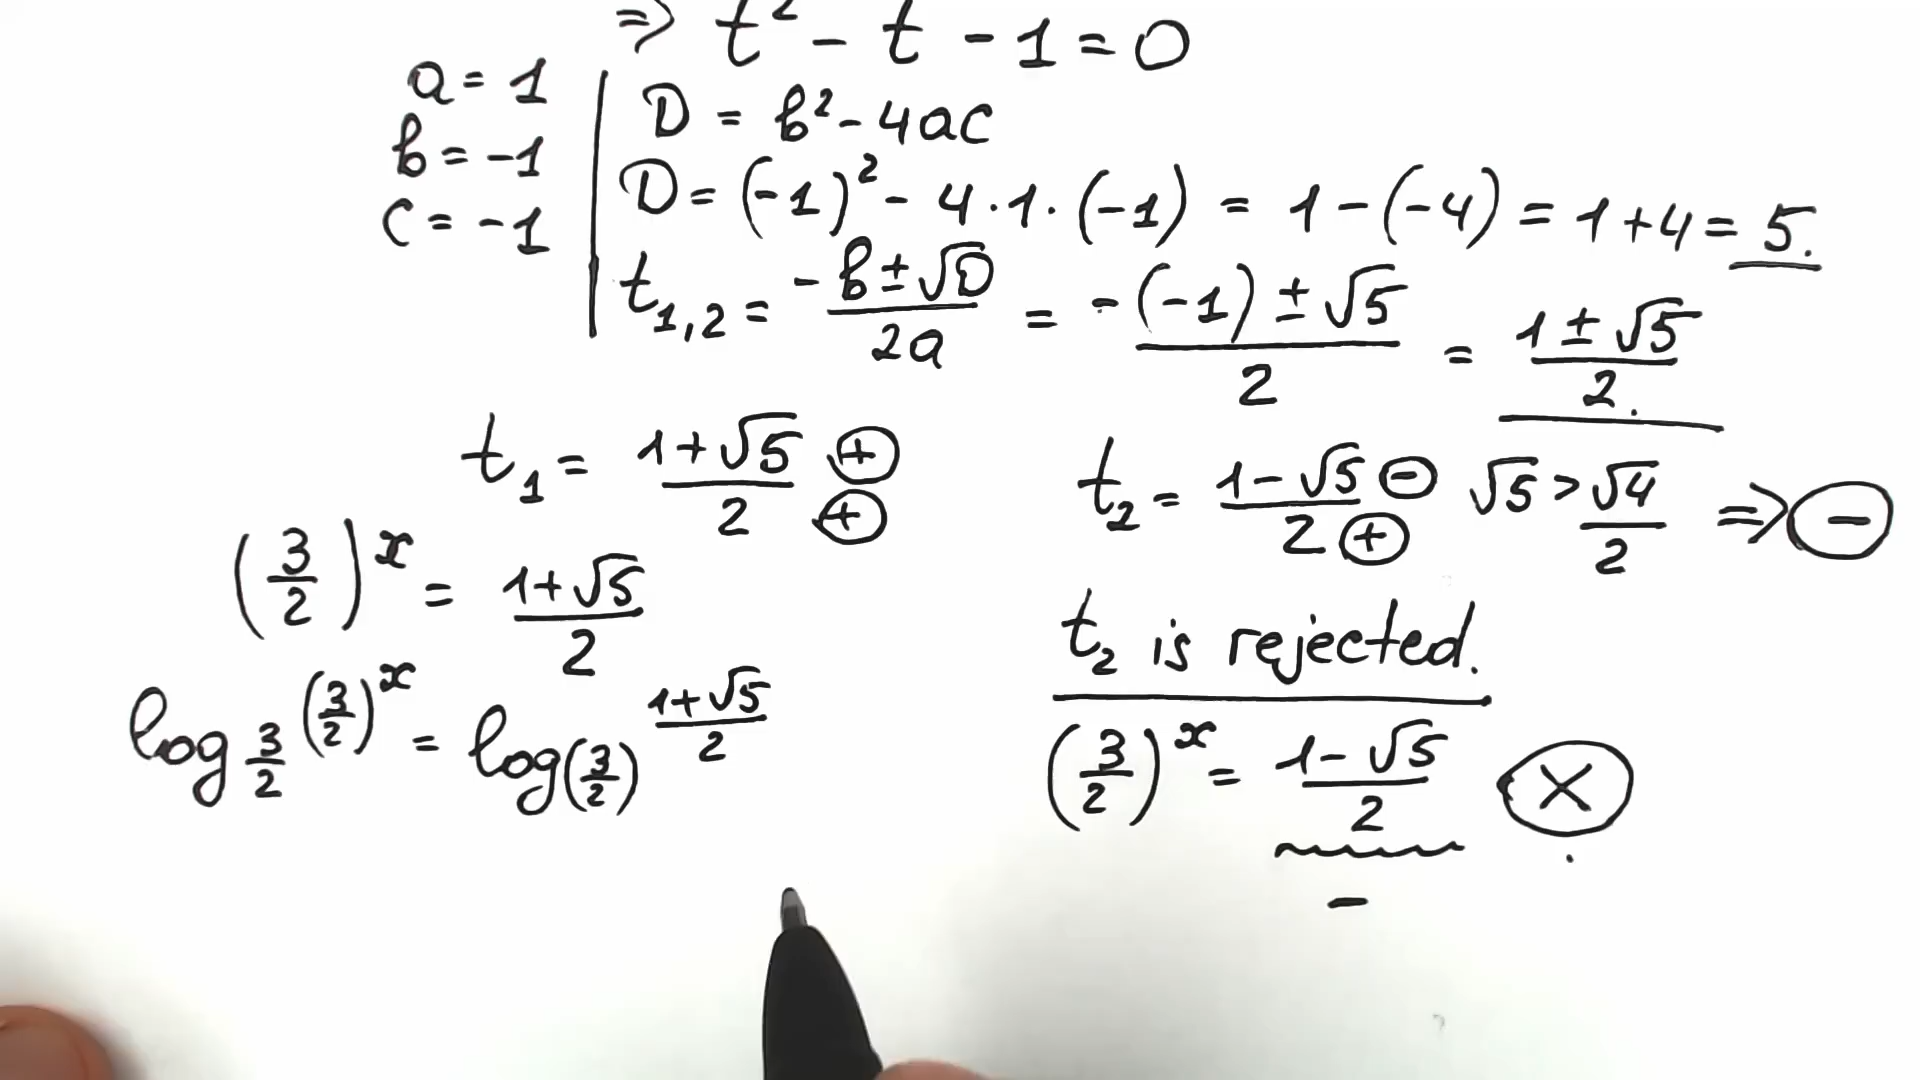 => t² - t - 1 = 0
a = 1
b = -1
c = -1
D = b² - 4ac
D = (-1)² - 4·1·(-1) = 1 - (-4) = 1 + 4 = 5.
t₁,₂ = -b±√D / 2a = -(-1)±√5 / 2 = 1±√5 / 2.
t₁ = 1+√5 / 2 ⊕ ⊕
(3/2)ˣ = 1+√5 / 2
log 3/2 (3/2)ˣ = log (3/2) 1+√5 / 2
t₂ = 1-√5 / 2 ⊖ ⊕ √5 > √4 / 2 => ⊖
t₂ is rejected.
(3/2)ˣ = 1-√5 / 2 ⊗
-